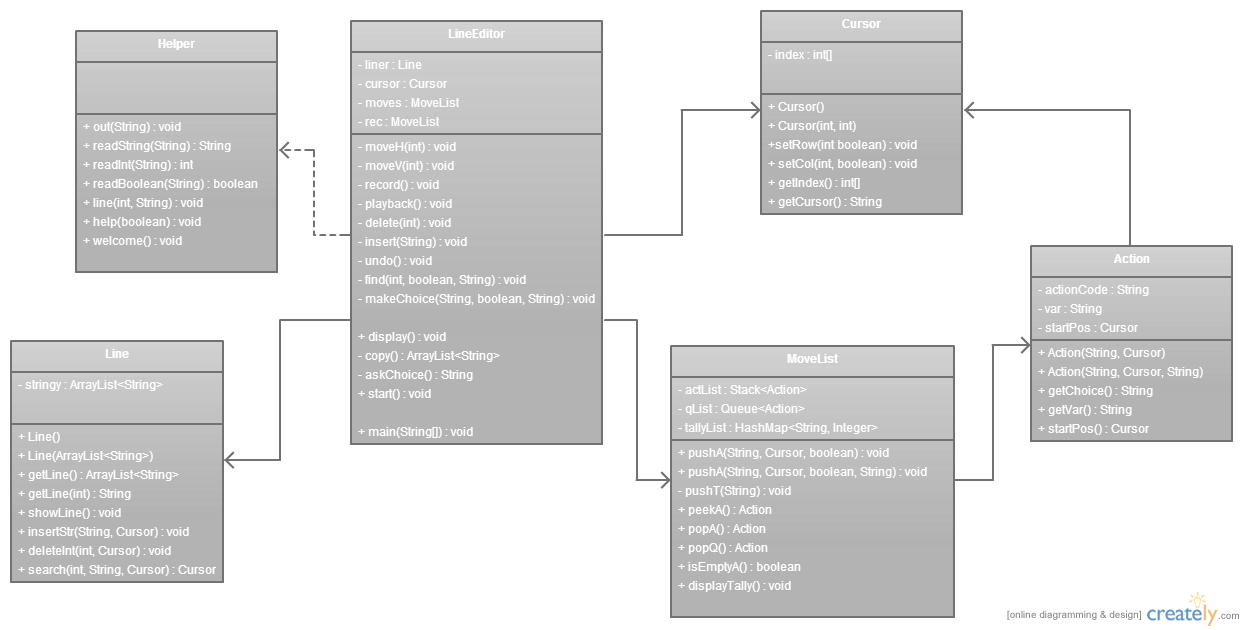 Helper
+ out(String) : void
+ readString(String) : String
+ readInt(String) : int
+ readBoolean(String) : boolean
+ line(int, String) : void
+ help(boolean) : void
+ welcome() : void
LineEditor
- liner : Line
- cursor : Cursor
- moves : MoveList
- rec : MoveList
- moveH(int) : void
- moveV(int) : void
- record() : void
- playback() : void
- delete(int) : void
- insert(String) : void
- undo() : void
- find(int, boolean, String) : void
- makeChoice(String, boolean, String) : void
+ display() : void
- copy() : ArrayList<String>
- askChoice() : String
+ start() : void
+ main(String[]) : void
Cursor
- index : int[]
+ Cursor()
+ Cursor(int, int)
+setRow(int boolean) : void
+ setCol(int, boolean) : void
+ getIndex() : int[]
+ getCursor() : String
Line
- stringy : ArrayList<String>
+ Line()
+ Line(ArrayList<String>)
+ getLine() : ArrayList<String>
+ getLine(int) : String
+ showLine() : void
+ insertStr(String, Cursor) : void
+ deleteInt(int, Cursor) : void
+ search(int, String, Cursor) : Cursor
MoveList
- actList : Stack<Action>
- qList : Queue<Action>
- tallyList : HashMap<String, Integer>
+ pushA(String, Cursor, boolean) : void
+ pushA(String, Cursor, boolean, String) : void
- pushT(String) : void
+ peekA() : Action
+ popA() : Action
+ popQ() : Action
+ isEmptyA() : boolean
+ displayTally() : void
Action
- actionCode : String
- var : String
- startPos : Cursor
+ Action(String, Cursor)
+ Action(String, Cursor, String)
+ getChoice() : String
+ getVar() : String
+ startPos() : Cursor
[online diagramming & design] creately.com